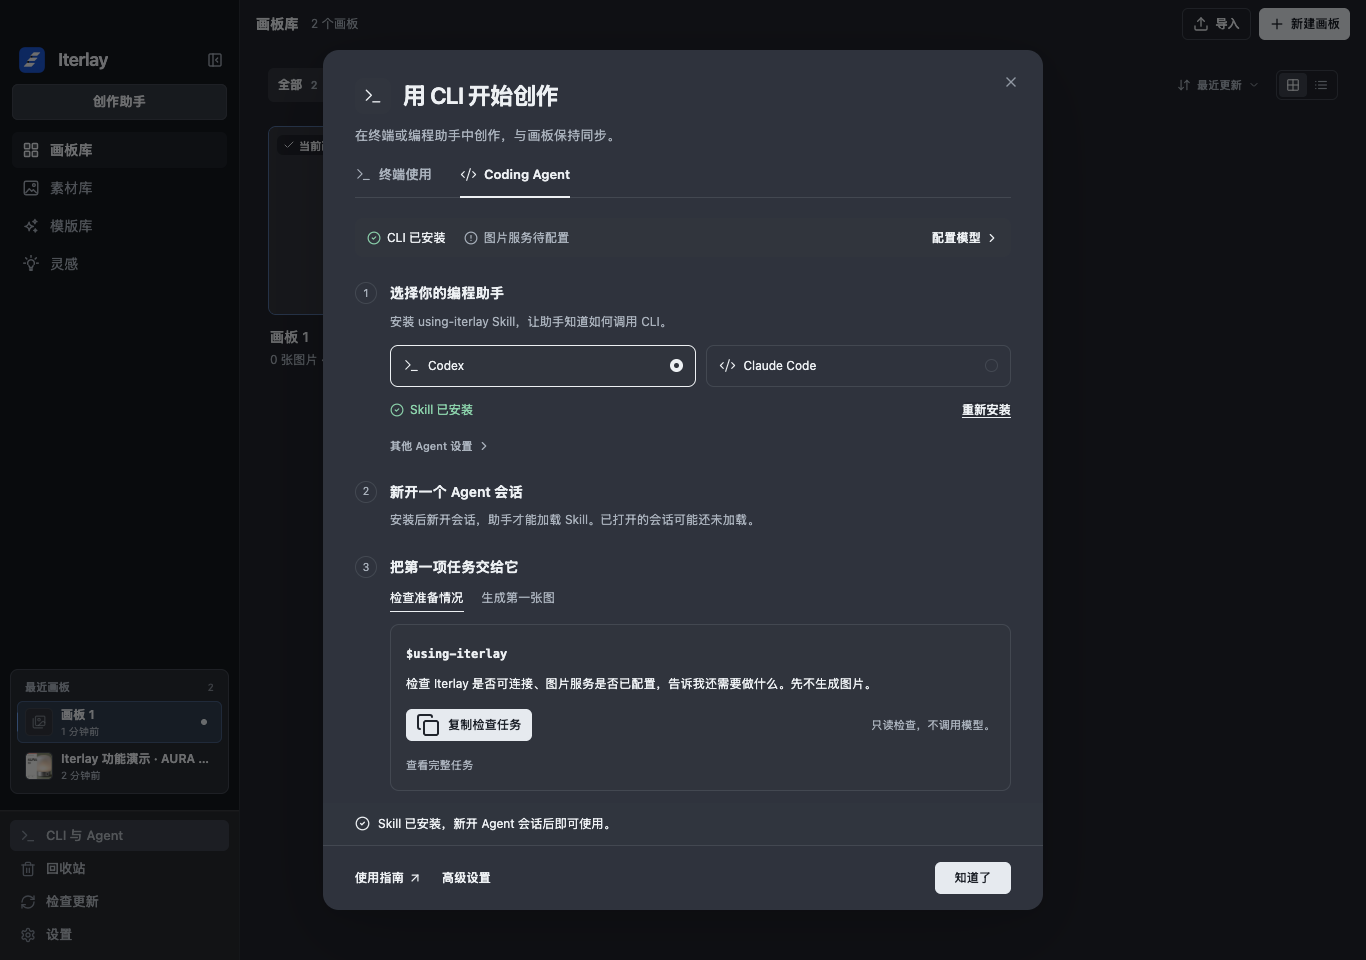 画板库 2 个画板
导入
新建画板
Iterlay
创作助手
画板库
素材库
模版库
灵感
全部 2
最近更新
当前
画板 1
0 张图片
最近画板 2
画板 1
1 分钟前
Iterlay 功能演示 · AURA ...
2 分钟前
CLI 与 Agent
回收站
检查更新
设置
用 CLI 开始创作
在终端或编程助手中创作，与画板保持同步。
终端使用
Coding Agent
CLI 已安装
图片服务待配置
配置模型
1 选择你的编程助手
安装 using-iterlay Skill，让助手知道如何调用 CLI。
Codex
Claude Code
Skill 已安装
重新安装
其他 Agent 设置
2 新开一个 Agent 会话
安装后新开会话，助手才能加载 Skill。已打开的会话可能还未加载。
3 把第一项任务交给它
检查准备情况
生成第一张图
$using-iterlay
检查 Iterlay 是否可连接、图片服务是否已配置，告诉我还需要做什么。先不生成图片。
复制检查任务
只读检查，不调用模型。
查看完整任务
Skill 已安装，新开 Agent 会话后即可使用。
使用指南
高级设置
知道了